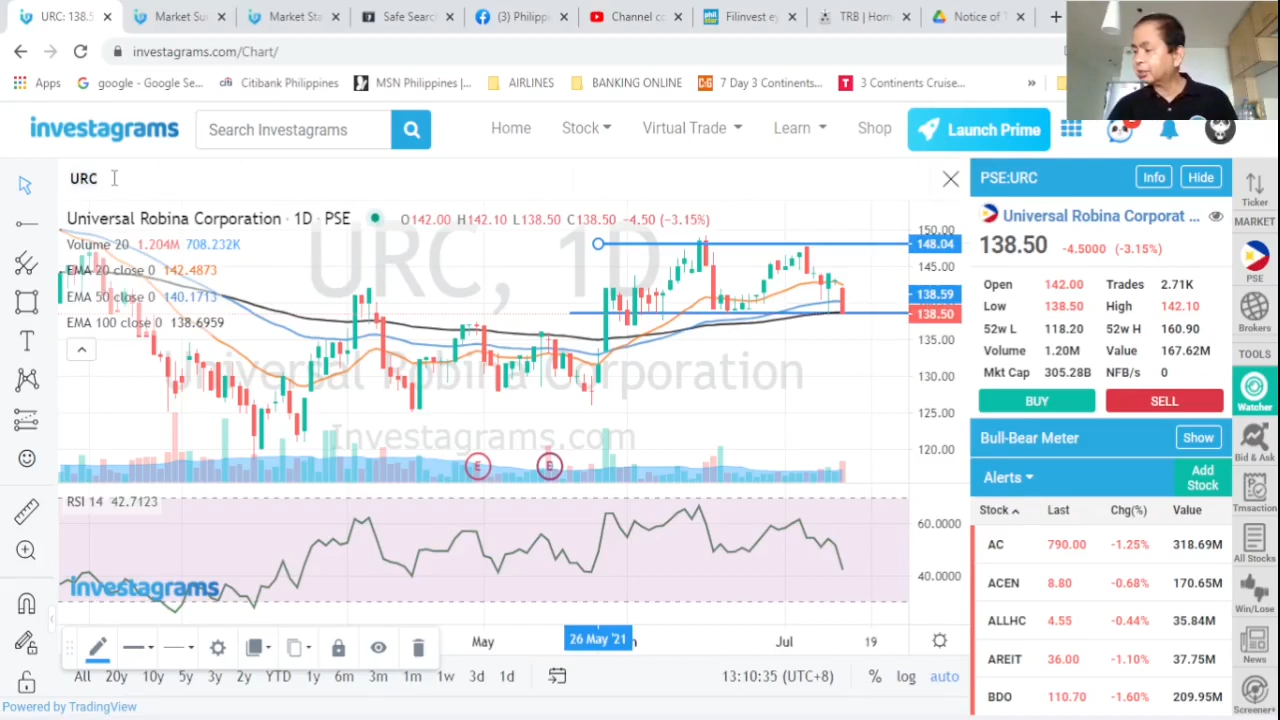 URC: 138.5
Market Su
Market Sta
Safe Searc
(3) Philipp
Channel co
Filinvest ey
TRB | Hom
Notice of T
investagrams.com/Chart/
Apps
google - Google Se...
Citibank Philippines
MSN Philippines |...
AIRLINES
BANKING ONLINE
7 Day 3 Continents...
3 Continents Cruise...
»
investagrams
Search Investagrams
Home
Stock
Virtual Trade
Learn
Shop
Launch Prime
URC
Universal Robina Corporation · 1D · PSE
O142.00 H142.10 L138.50 C138.50 -4.50 (-3.15%)
Volume 20 1.204M 708.232K
EMA 20 close 0 142.4873
EMA 50 close 0 140.1713
EMA 100 close 0 138.6959
URC, 1D
Universal Robina Corporation
Investagrams.com
150.00
148.04
145.00
138.59
138.50
135.00
130.00
125.00
120.00
E
E
RSI 14 42.7123
60.0000
40.0000
investagrams
May
26 May '21
Jul
19
All 20y 10y 5y 3y 2y YTD 1y 6m 3m 1m 1w 3d 1d
13:10:35 (UTC+8)
% log auto
Powered by TradingView
PSE:URC
Info
Hide
Universal Robina Corporat ...
138.50 -4.5000 (-3.15%)
Open 142.00 Trades 2.71K
Low 138.50 High 142.10
52w L 118.20 52w H 160.90
Volume 1.20M Value 167.62M
Mkt Cap 305.28B NFB/s 0
BUY
SELL
Bull-Bear Meter
Show
Alerts
Add
Stock
Stock Last Chg(%) Value
AC 790.00 -1.25% 318.69M
ACEN 8.80 -0.68% 170.65M
ALLHC 4.55 -0.44% 35.84M
AREIT 36.00 -1.10% 37.75M
BDO 110.70 -1.60% 209.95M
Ticker
MARKET
PSE
Brokers
TOOLS
Watcher
Bid & Ask
Trnsaction
All Stocks
Win/Lose
News
Screener+